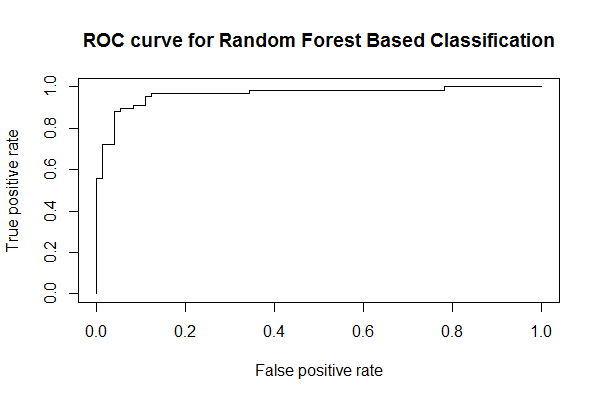 ROC curve for Random Forest Based Classification
True positive rate
1.0
0.8
0.6
0.4
0.2
0.0
0.0 0.2 0.4 0.6 0.8 1.0
False positive rate